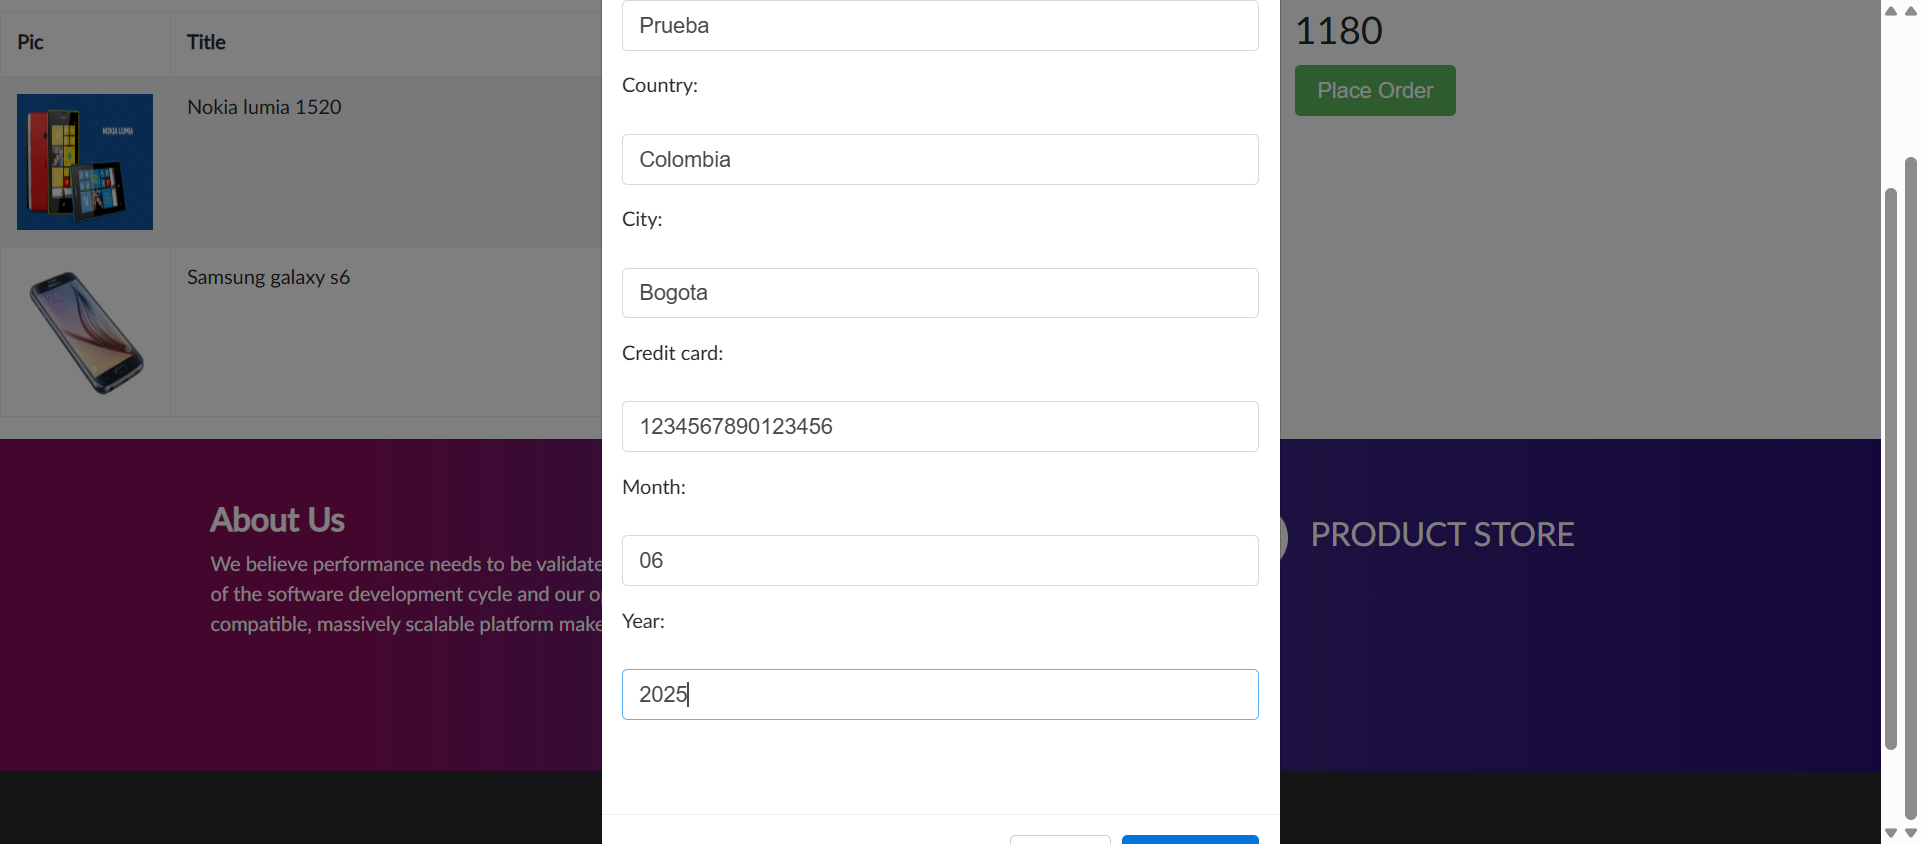 Pic
Title
Nokia lumia 1520
NOKIA LUMIA
Samsung galaxy s6
Prueba
Country:
Colombia
City:
Bogota
Credit card:
1234567890123456
Month:
06
Year:
2025
1180
Place Order
About Us
We believe performance needs to be validate
of the software development cycle and our o
compatible, massively scalable platform make
PRODUCT STORE